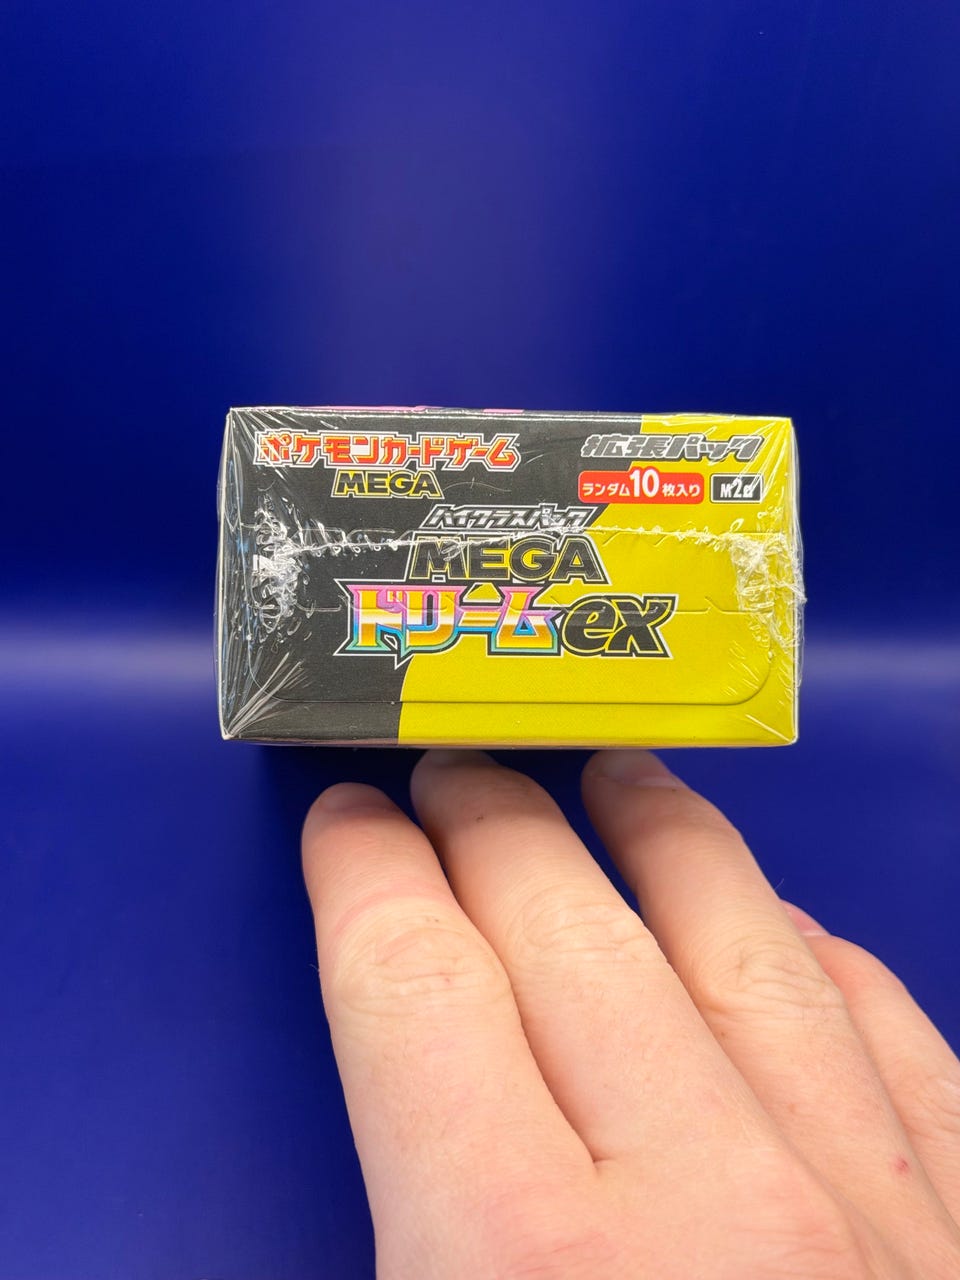 ポケモンカードゲーム
MEGA
拡張パック
ランダム10枚入り
M2a
ハイクラスパック
MEGA
ドリームex